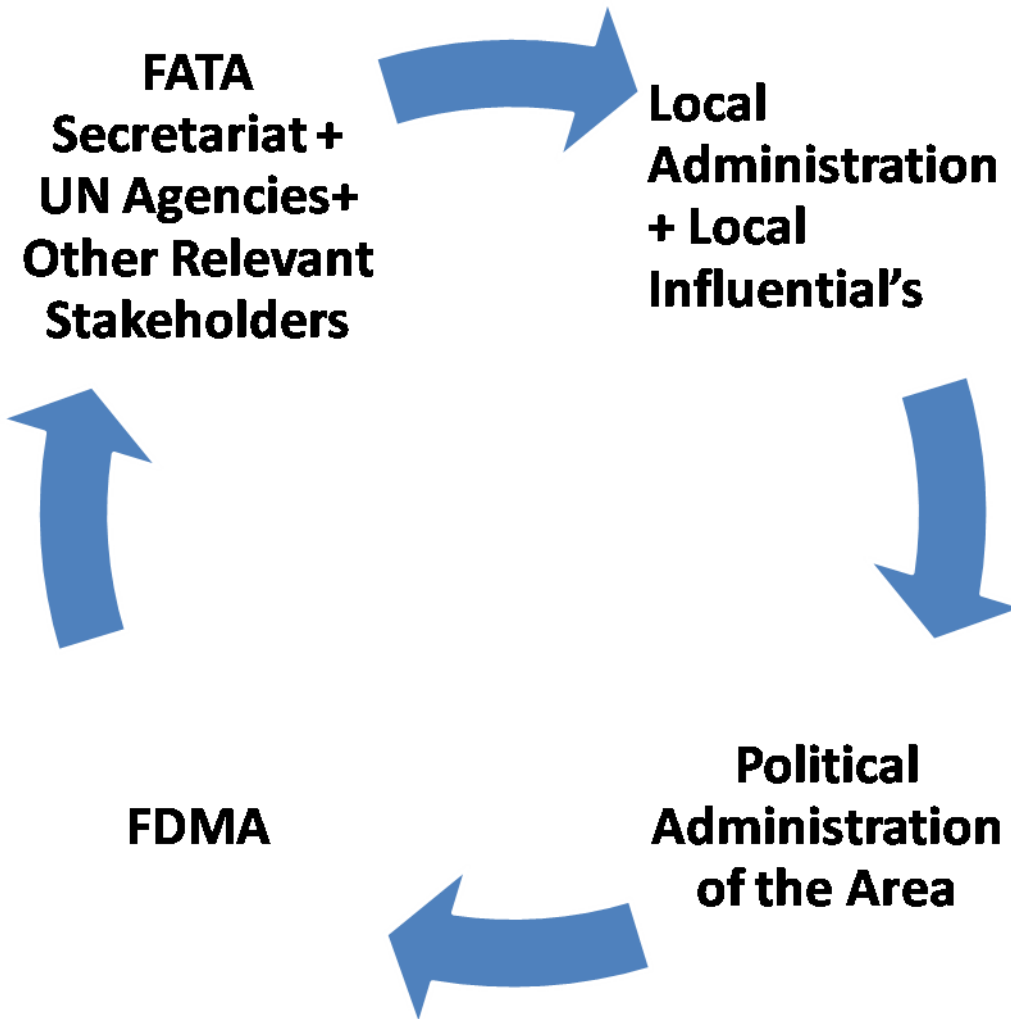 FATA
Secretariat +
UN Agencies+
Other Relevant
Stakeholders
Local
Administration
+ Local
Influential’s
Political
Administration
of the Area
FDMA